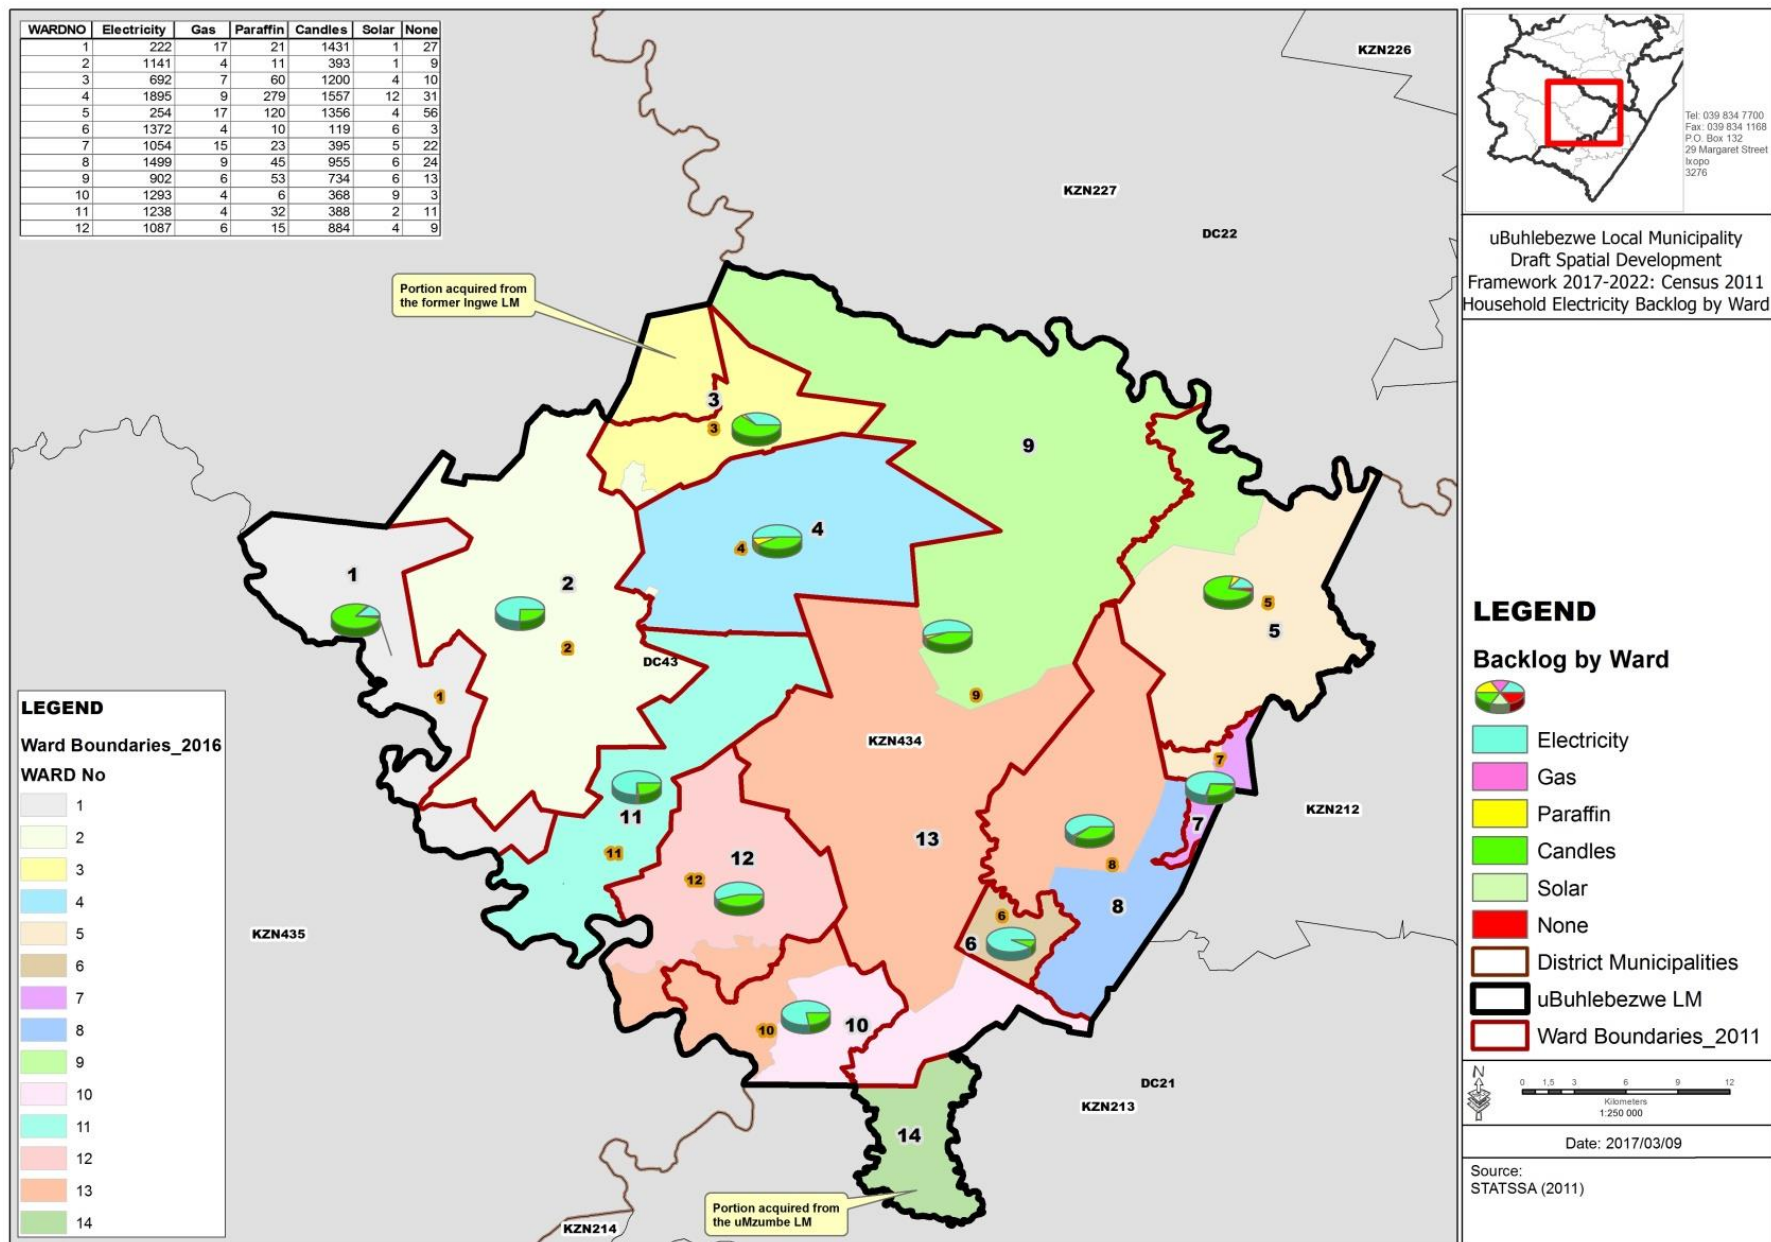 WARDNO Electricity Gas Paraffin Candles Solar None
1 222 17 21 1431 1 27
2 1141 4 11 393 1 9
3 692 7 60 1200 4 10
4 1895 9 279 1557 12 31
5 254 17 120 1356 4 56
6 1372 4 10 119 6 3
7 1054 15 23 395 5 22
8 1499 9 45 955 6 24
9 902 6 53 734 6 13
10 1293 4 6 368 9 3
11 1238 4 32 388 2 11
12 1087 6 15 884 4 9
KZN226
KZN227
DC22
Portion acquired from
the former Ingwe LM
3
3
9
4
4
1
2
5
5
2
DC43
1
9
KZN434
7
11
7
KZN212
13
12
11
12
8
8
6
6
KZN435
10
10
DC21
KZN213
14
Portion acquired from
the uMzumbe LM
KZN214
LEGEND
Ward Boundaries_2016
WARD No
1
2
3
4
5
6
7
8
9
10
11
12
13
14
Tel: 039 834 7700
Fax: 039 834 1168
P.O. Box 132
29 Margaret Street
Ixopo
3276
uBuhlebezwe Local Municipality
Draft Spatial Development
Framework 2017-2022: Census 2011
Household Electricity Backlog by Ward
LEGEND
Backlog by Ward
Electricity
Gas
Paraffin
Candles
Solar
None
District Municipalities
uBuhlebezwe LM
Ward Boundaries_2011
N
0 1,5 3 6 9 12
Kilometers
1:250 000
Date: 2017/03/09
Source:
STATSSA (2011)